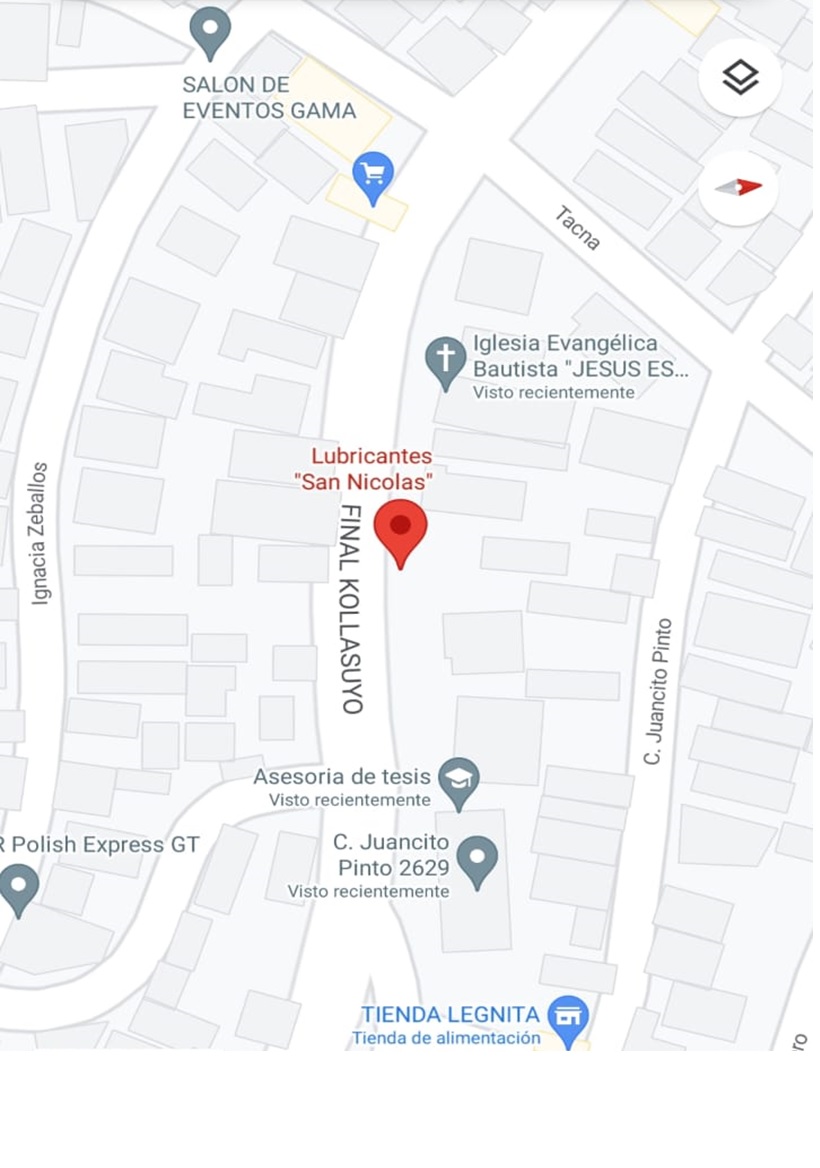 SALON DE
EVENTOS GAMA
Tacna
Iglesia Evangélica
Bautista "JESUS ES...
Visto recientemente
Lubricantes
"San Nicolas"
Ignacia Zeballos
FINAL KOLLASUYO
C. Juancito Pinto
Asesoria de tesis
Visto recientemente
R Polish Express GT
C. Juancito
Pinto 2629
Visto recientemente
TIENDA LEGNITA
Tienda de alimentación
ro